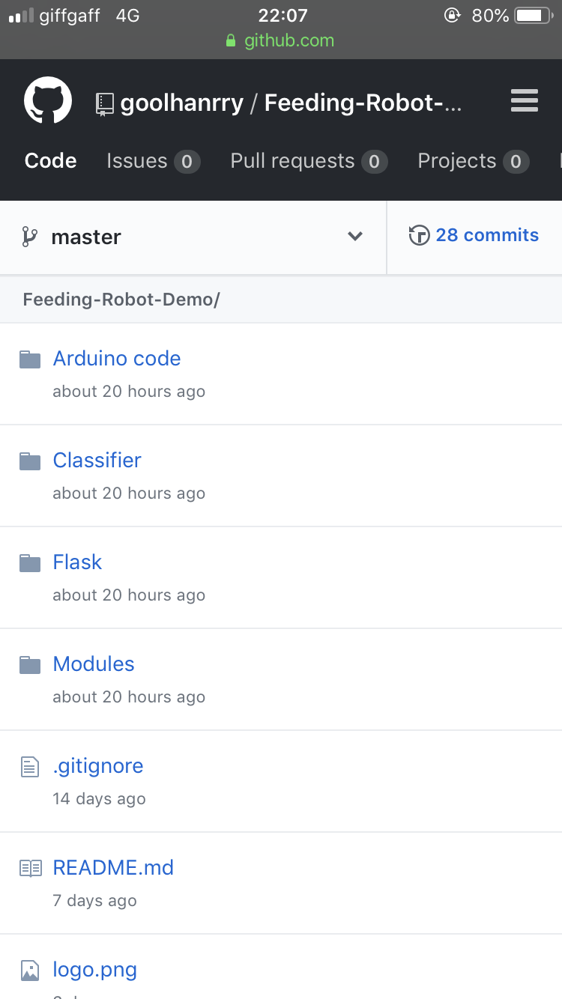 giffgaff 4G 22:07 80%
github.com
goolhanrry / Feeding-Robot-...
Code Issues 0 Pull requests 0 Projects 0
master 28 commits
Feeding-Robot-Demo/
Arduino code
about 20 hours ago
Classifier
about 20 hours ago
Flask
about 20 hours ago
Modules
about 20 hours ago
.gitignore
14 days ago
README.md
7 days ago
logo.png